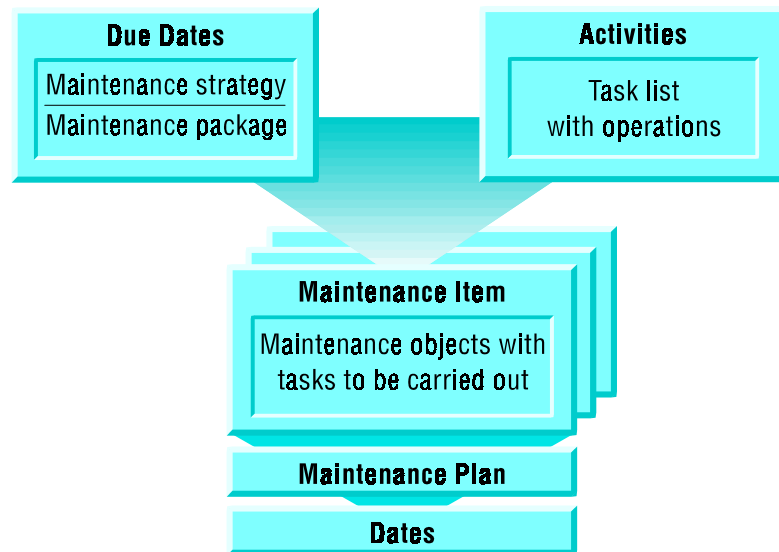 Due Dates
Maintenance strategy
Maintenance package
Activities
Task list
with operations
Maintenance Item
Maintenance objects with
tasks to be carried out
Maintenance Plan
Dates